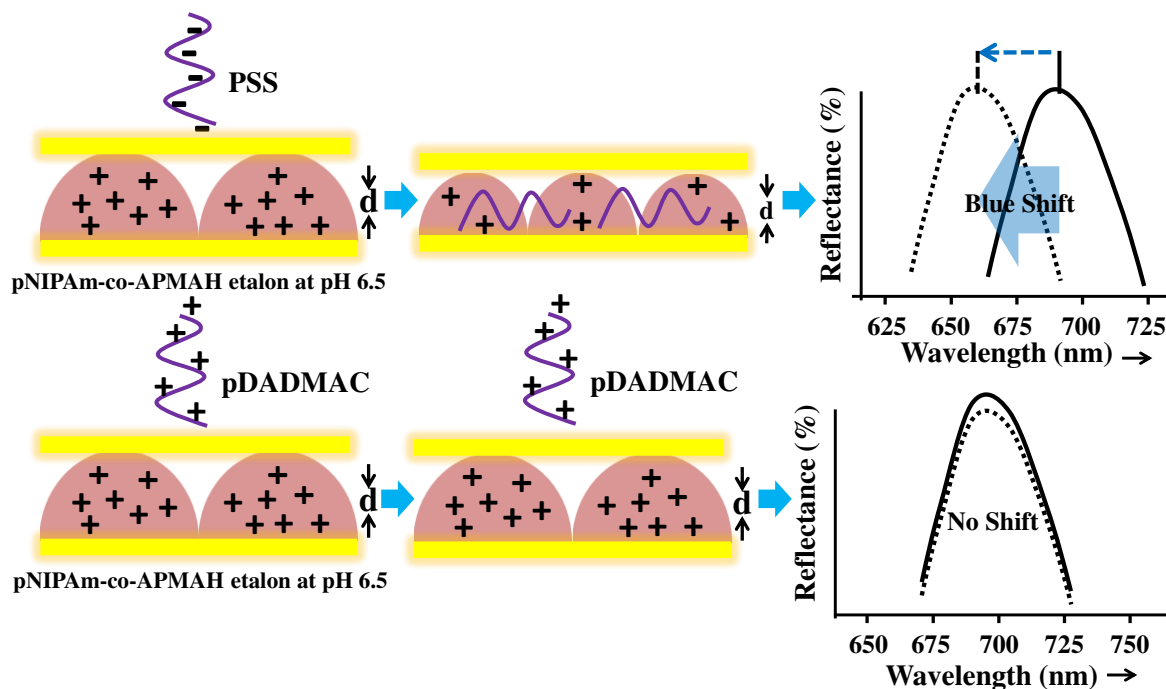 PSS
d
d
pNIPAm-co-APMAH etalon at pH 6.5
Reflectance (%)
Blue Shift
625 650 675 700 725
Wavelength (nm) →
pDADMAC
pDADMAC
d
d
pNIPAm-co-APMAH etalon at pH 6.5
Reflectance (%)
No Shift
650 675 700 725 750
Wavelength (nm) →